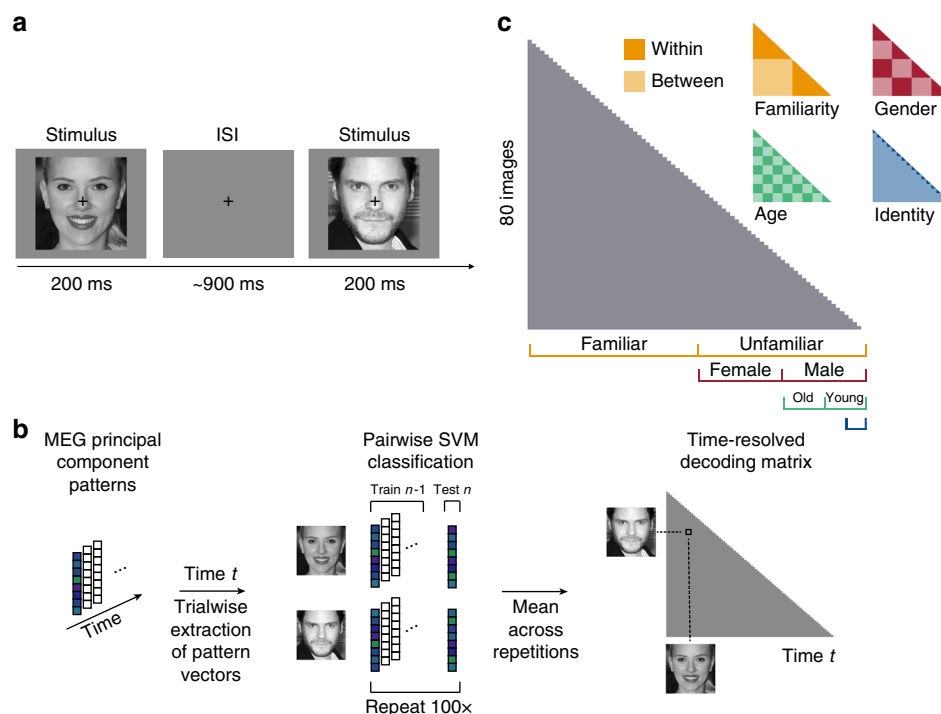 a
Stimulus
ISI
Stimulus
200 ms
~900 ms
200 ms
c
Within
Between
Familiarity
Gender
Age
Identity
80 images
Familiar
Unfamiliar
Female
Male
Old
Young
b
MEG principal
component
patterns
...
Time
Time t
Trialwise
extraction
of pattern
vectors
Pairwise SVM
classification
Train n-1
Test n
...
...
Repeat 100×
Mean
across
repetitions
Time-resolved
decoding matrix
Time t